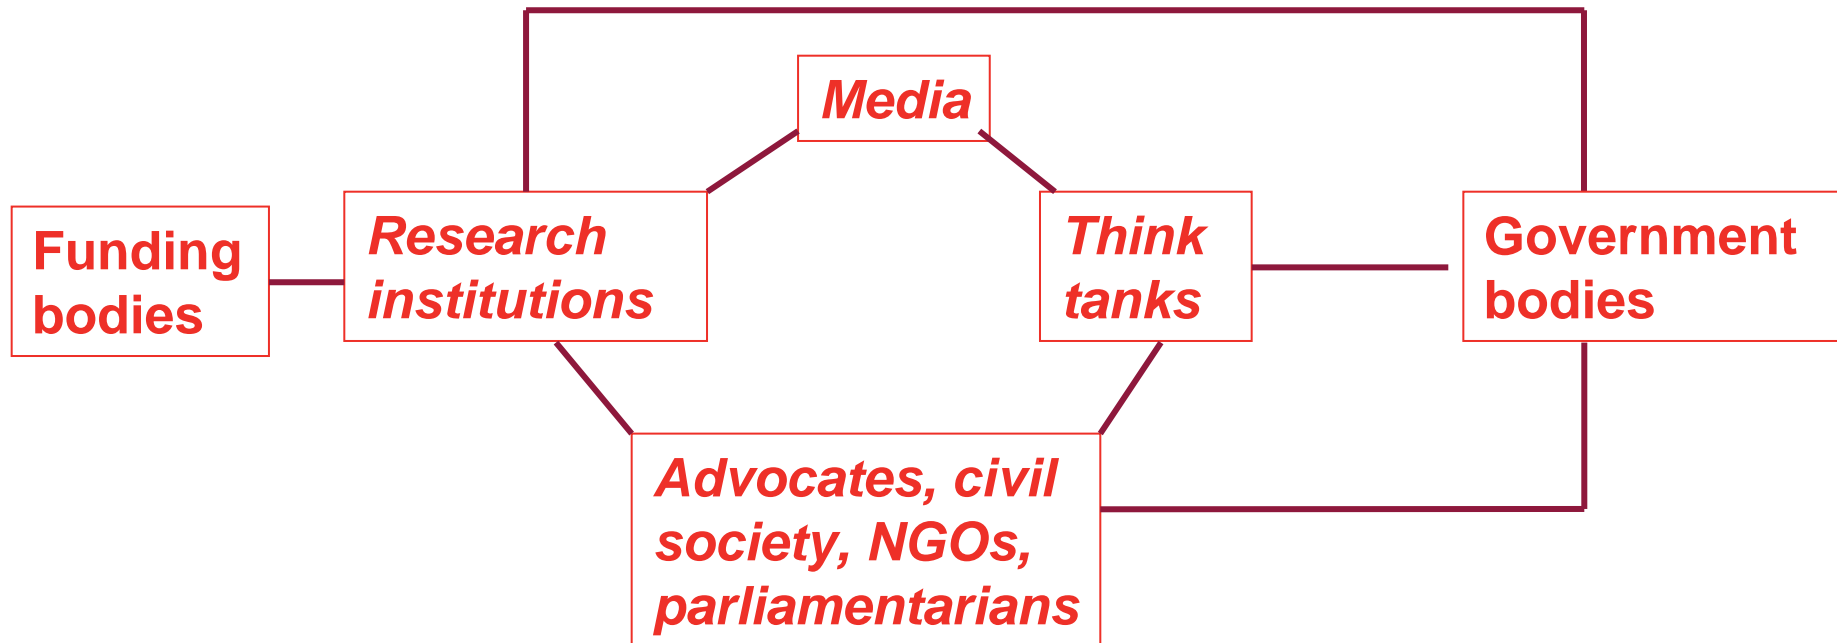 Media
Funding
bodies
Research
institutions
Think
tanks
Government
bodies
Advocates, civil
society, NGOs,
parliamentarians